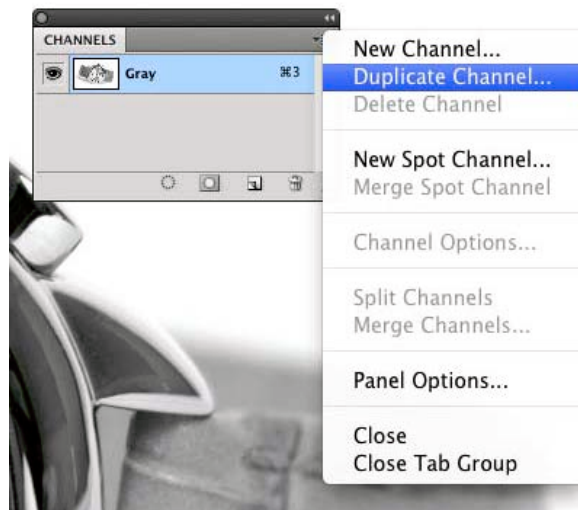 CHANNELS
Gray ⌘3
New Channel...
Duplicate Channel...
Delete Channel
New Spot Channel...
Merge Spot Channel
Channel Options...
Split Channels
Merge Channels...
Panel Options...
Close
Close Tab Group